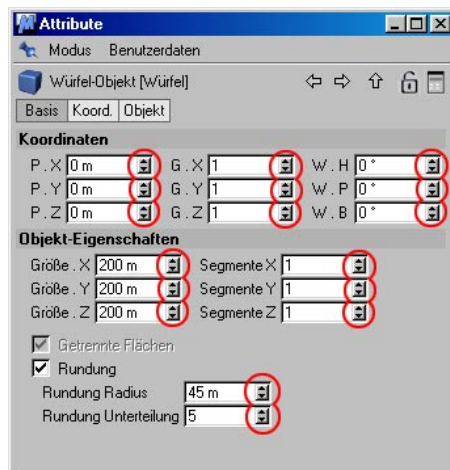 Attribute
Modus Benutzerdaten
Würfel-Objekt [Würfel]
Basis Koord. Objekt
Koordinaten
P . X 0 m G . X 1 W . H 0 °
P . Y 0 m G . Y 1 W . P 0 °
P . Z 0 m G . Z 1 W . B 0 °
Objekt-Eigenschaften
Größe . X 200 m Segmente X 1
Größe . Y 200 m Segmente Y 1
Größe . Z 200 m Segmente Z 1
Getrennte Flächen
Rundung
Rundung Radius 45 m
Rundung Unterteilung 5